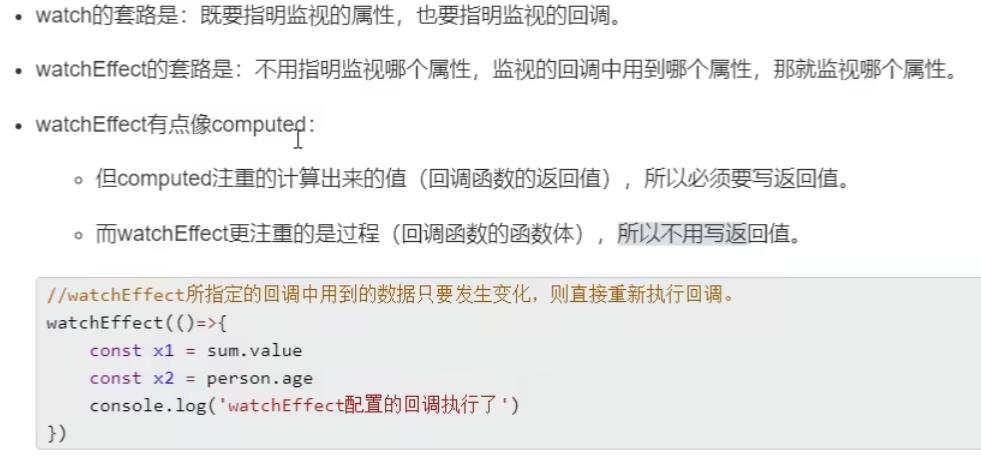 watch的套路是：既要指明监视的属性，也要指明监视的回调。
watchEffect的套路是：不用指明监视哪个属性，监视的回调中用到哪个属性，那就监视哪个属性。
watchEffect有点像computed：
但computed注重的计算出来的值（回调函数的返回值），所以必须要写返回值。
而watchEffect更注重的是过程（回调函数的函数体），所以不用写返回值。
//watchEffect所指定的回调中用到的数据只要发生变化，则直接重新执行回调。
watchEffect(()=>{
    const x1 = sum.value
    const x2 = person.age
    console.log('watchEffect配置的回调执行了')
})